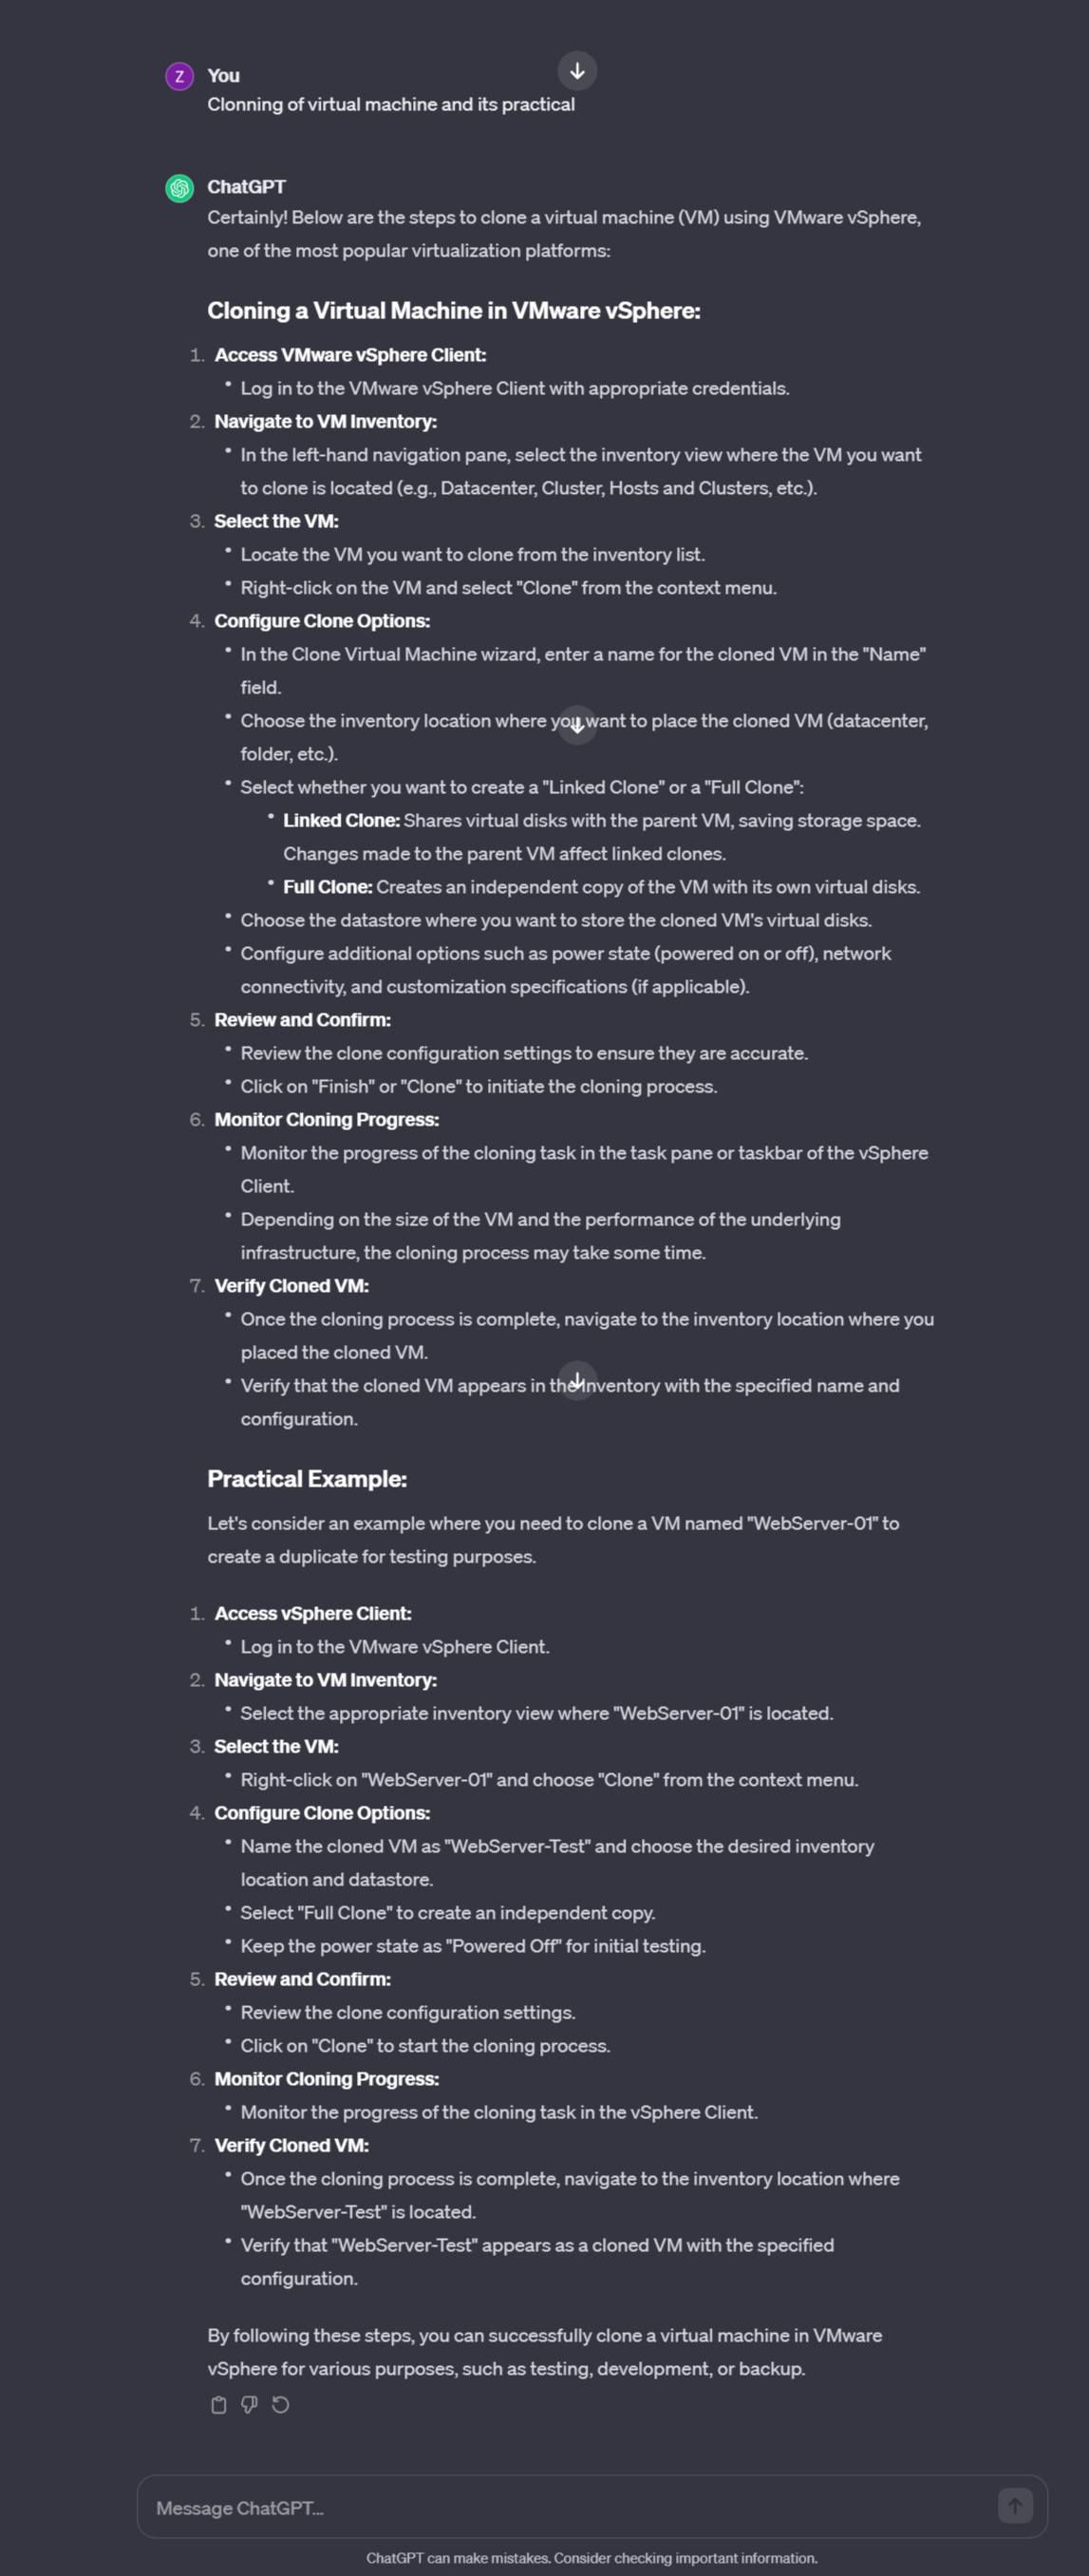 Z You
Clonning of virtual machine and its practical
ChatGPT
Certainly! Below are the steps to clone a virtual machine (VM) using VMware vSphere,
one of the most popular virtualization platforms:
Cloning a Virtual Machine in VMware vSphere:
1. Access VMware vSphere Client:
• Log in to the VMware vSphere Client with appropriate credentials.
2. Navigate to VM Inventory:
• In the left-hand navigation pane, select the inventory view where the VM you want
to clone is located (e.g., Datacenter, Cluster, Hosts and Clusters, etc.).
3. Select the VM:
• Locate the VM you want to clone from the inventory list.
• Right-click on the VM and select "Clone" from the context menu.
4. Configure Clone Options:
• In the Clone Virtual Machine wizard, enter a name for the cloned VM in the "Name"
field.
• Choose the inventory location where you want to place the cloned VM (datacenter,
folder, etc.).
• Select whether you want to create a "Linked Clone" or a "Full Clone":
• Linked Clone: Shares virtual disks with the parent VM, saving storage space.
Changes made to the parent VM affect linked clones.
• Full Clone: Creates an independent copy of the VM with its own virtual disks.
• Choose the datastore where you want to store the cloned VM's virtual disks.
• Configure additional options such as power state (powered on or off), network
connectivity, and customization specifications (if applicable).
5. Review and Confirm:
• Review the clone configuration settings to ensure they are accurate.
• Click on "Finish" or "Clone" to initiate the cloning process.
6. Monitor Cloning Progress:
• Monitor the progress of the cloning task in the task pane or taskbar of the vSphere
Client.
• Depending on the size of the VM and the performance of the underlying
infrastructure, the cloning process may take some time.
7. Verify Cloned VM:
• Once the cloning process is complete, navigate to the inventory location where you
placed the cloned VM.
• Verify that the cloned VM appears in the inventory with the specified name and
configuration.
Practical Example:
Let's consider an example where you need to clone a VM named "WebServer-01" to
create a duplicate for testing purposes.
1. Access vSphere Client:
• Log in to the VMware vSphere Client.
2. Navigate to VM Inventory:
• Select the appropriate inventory view where "WebServer-01" is located.
3. Select the VM:
• Right-click on "WebServer-01" and choose "Clone" from the context menu.
4. Configure Clone Options:
• Name the cloned VM as "WebServer-Test" and choose the desired inventory
location and datastore.
• Select "Full Clone" to create an independent copy.
• Keep the power state as "Powered Off" for initial testing.
5. Review and Confirm:
• Review the clone configuration settings.
• Click on "Clone" to start the cloning process.
6. Monitor Cloning Progress:
• Monitor the progress of the cloning task in the vSphere Client.
7. Verify Cloned VM:
• Once the cloning process is complete, navigate to the inventory location where
"WebServer-Test" is located.
• Verify that "WebServer-Test" appears as a cloned VM with the specified
configuration.
By following these steps, you can successfully clone a virtual machine in VMware
vSphere for various purposes, such as testing, development, or backup.
Message ChatGPT...
ChatGPT can make mistakes. Consider checking important information.